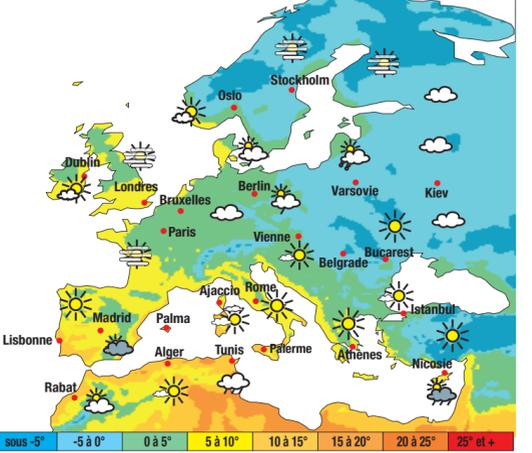 Stockholm
Oslo
Dublin
Londres
Berlin
Varsovie
Kiev
Bruxelles
Paris
Vienne
Belgrade
Bucarest
Ajaccio
Rome
Istanbul
Madrid
Palma
Lisbonne
Alger
Tunis
Palerme
Athènes
Nicosie
Rabat
sous -5° -5 à 0° 0 à 5° 5 à 10° 10 à 15° 15 à 20° 20 à 25° 25° et +